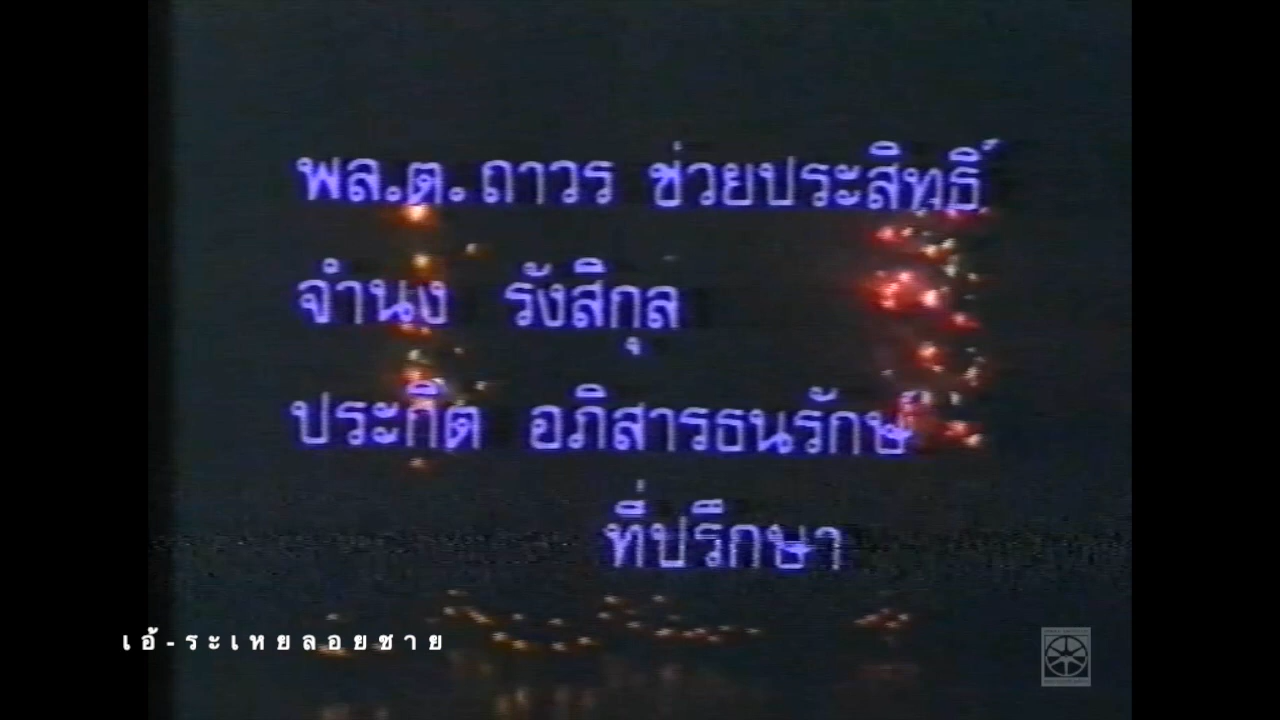 พล.ต.ถาวร ช่วยประสิทธิ์
จำนง รังสิกุล
ประกิต อภิสารธนรักษ์
ที่ปรึกษา
เอ้-ระเหยลอยชาย